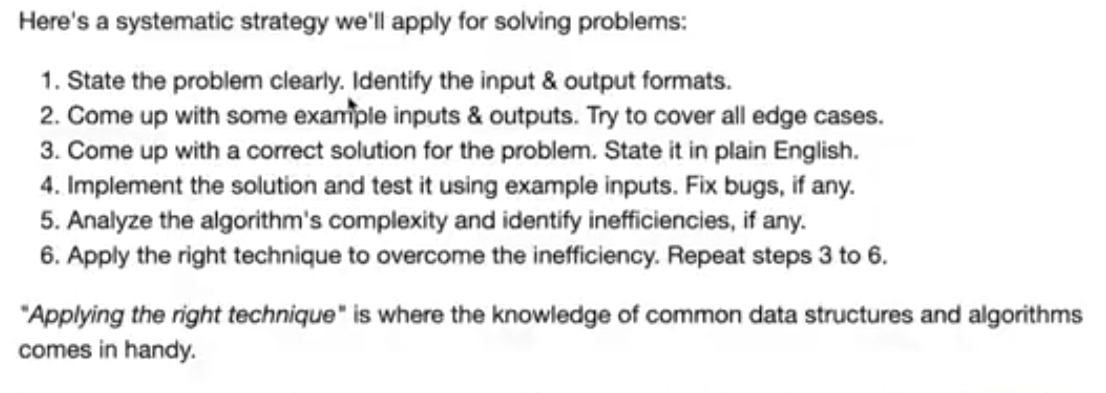 Here's a systematic strategy we'll apply for solving problems:
1. State the problem clearly. Identify the input & output formats.
2. Come up with some example inputs & outputs. Try to cover all edge cases.
3. Come up with a correct solution for the problem. State it in plain English.
4. Implement the solution and test it using example inputs. Fix bugs, if any.
5. Analyze the algorithm's complexity and identify inefficiencies, if any.
6. Apply the right technique to overcome the inefficiency. Repeat steps 3 to 6.
"Applying the right technique" is where the knowledge of common data structures and algorithms
comes in handy.